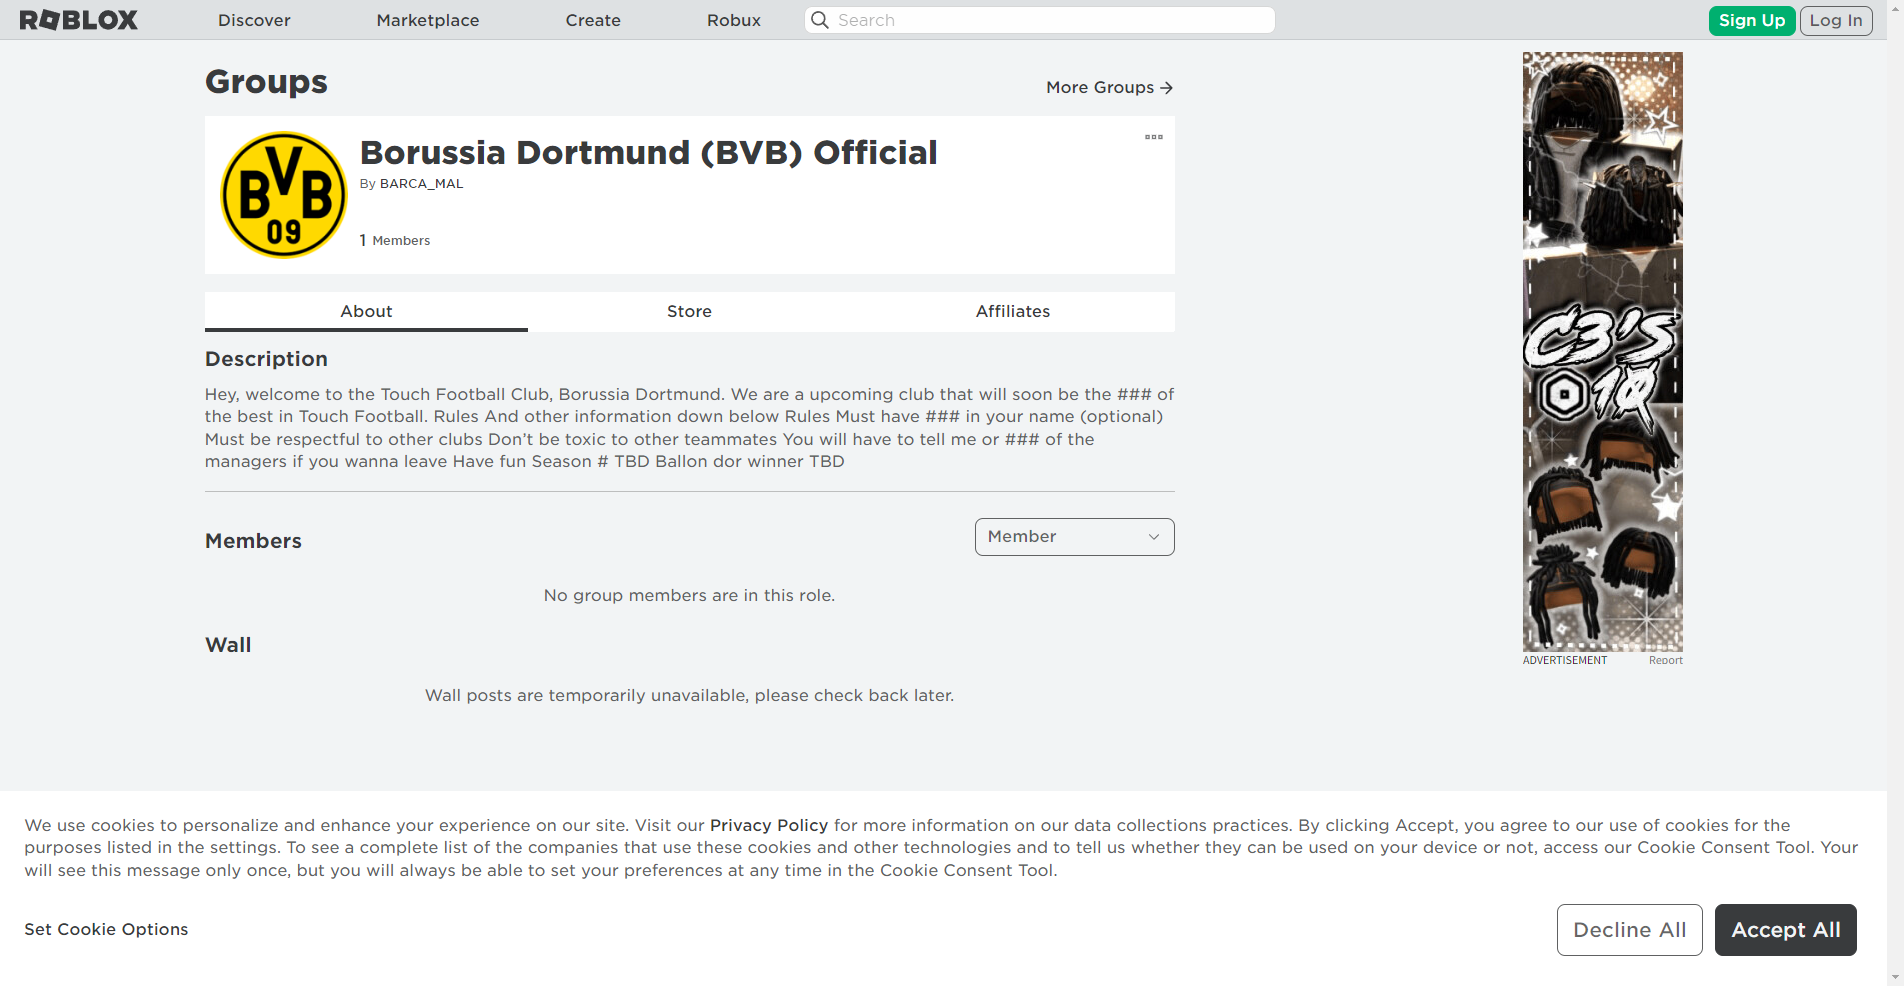 ROBLOX
Discover
Marketplace
Create
Robux
Search
Sign Up
Log In
Groups
More Groups →
BVB
09
Borussia Dortmund (BVB) Official
By BARCA_MAL
1 Members
About
Store
Affiliates
Description
Hey, welcome to the Touch Football Club, Borussia Dortmund. We are a upcoming club that will soon be the ### of
the best in Touch Football. Rules And other information down below Rules Must have ### in your name (optional)
Must be respectful to other clubs Don’t be toxic to other teammates You will have to tell me or ### of the
managers if you wanna leave Have fun Season # TBD Ballon dor winner TBD
Members
Member
No group members are in this role.
Wall
Wall posts are temporarily unavailable, please check back later.
C3'S
10
ADVERTISEMENT
Report
We use cookies to personalize and enhance your experience on our site. Visit our Privacy Policy for more information on our data collections practices. By clicking Accept, you agree to our use of cookies for the
purposes listed in the settings. To see a complete list of the companies that use these cookies and other technologies and to tell us whether they can be used on your device or not, access our Cookie Consent Tool. Your
will see this message only once, but you will always be able to set your preferences at any time in the Cookie Consent Tool.
Set Cookie Options
Decline All
Accept All